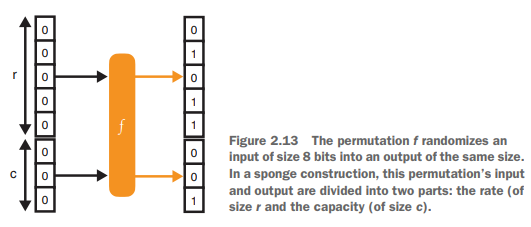 0
0
0
0
0
0
0
0
r
c
f
0
1
0
1
1
0
0
1
Figure 2.13 The permutation f randomizes an
input of size 8 bits into an output of the same size.
In a sponge construction, this permutation's input
and output are divided into two parts: the rate (of
size r and the capacity (of size c).